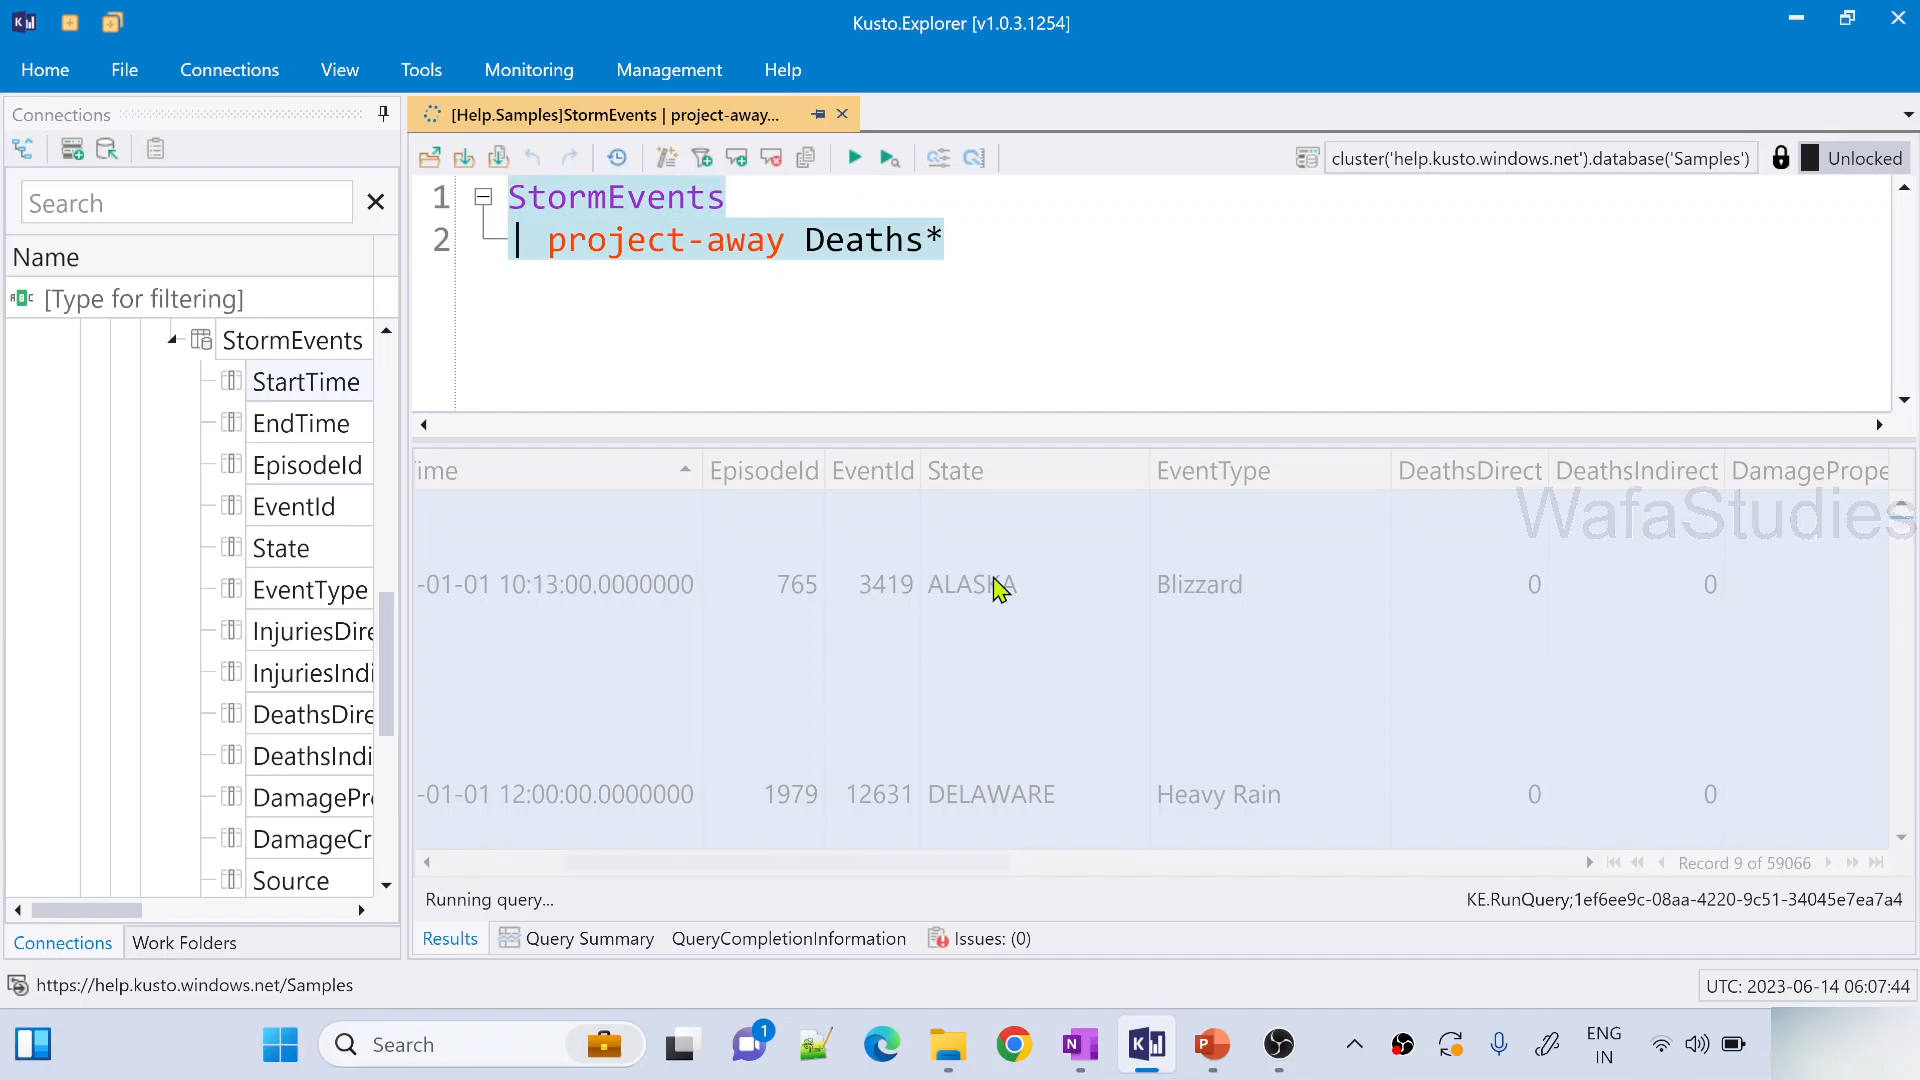 Kusto.Explorer [v1.0.3.1254]
Home File Connections View Tools Monitoring Management Help
Connections
[Help.Samples]StormEvents | project-away...
cluster('help.kusto.windows.net').database('Samples')
Unlocked
Search
Name
[Type for filtering]
StormEvents
StartTime
EndTime
EpisodeId
EventId
State
EventType
InjuriesDire
InjuriesIndi
DeathsDire
DeathsIndi
DamagePr
DamageCr
Source
Connections Work Folders
1 StormEvents
2 | project-away Deaths*
ime EpisodeId EventId State EventType DeathsDirect DeathsIndirect DamagePrope
WafaStudies
-01-01 10:13:00.0000000 765 3419 ALASKA Blizzard 0 0
-01-01 12:00:00.0000000 1979 12631 DELAWARE Heavy Rain 0 0
Record 9 of 59066
Running query...
KE.RunQuery;1ef6ee9c-08aa-4220-9c51-34045e7ea7a4
Results Query Summary QueryCompletionInformation Issues: (0)
https://help.kusto.windows.net/Samples
UTC: 2023-06-14 06:07:44
Search
1
ENG
IN